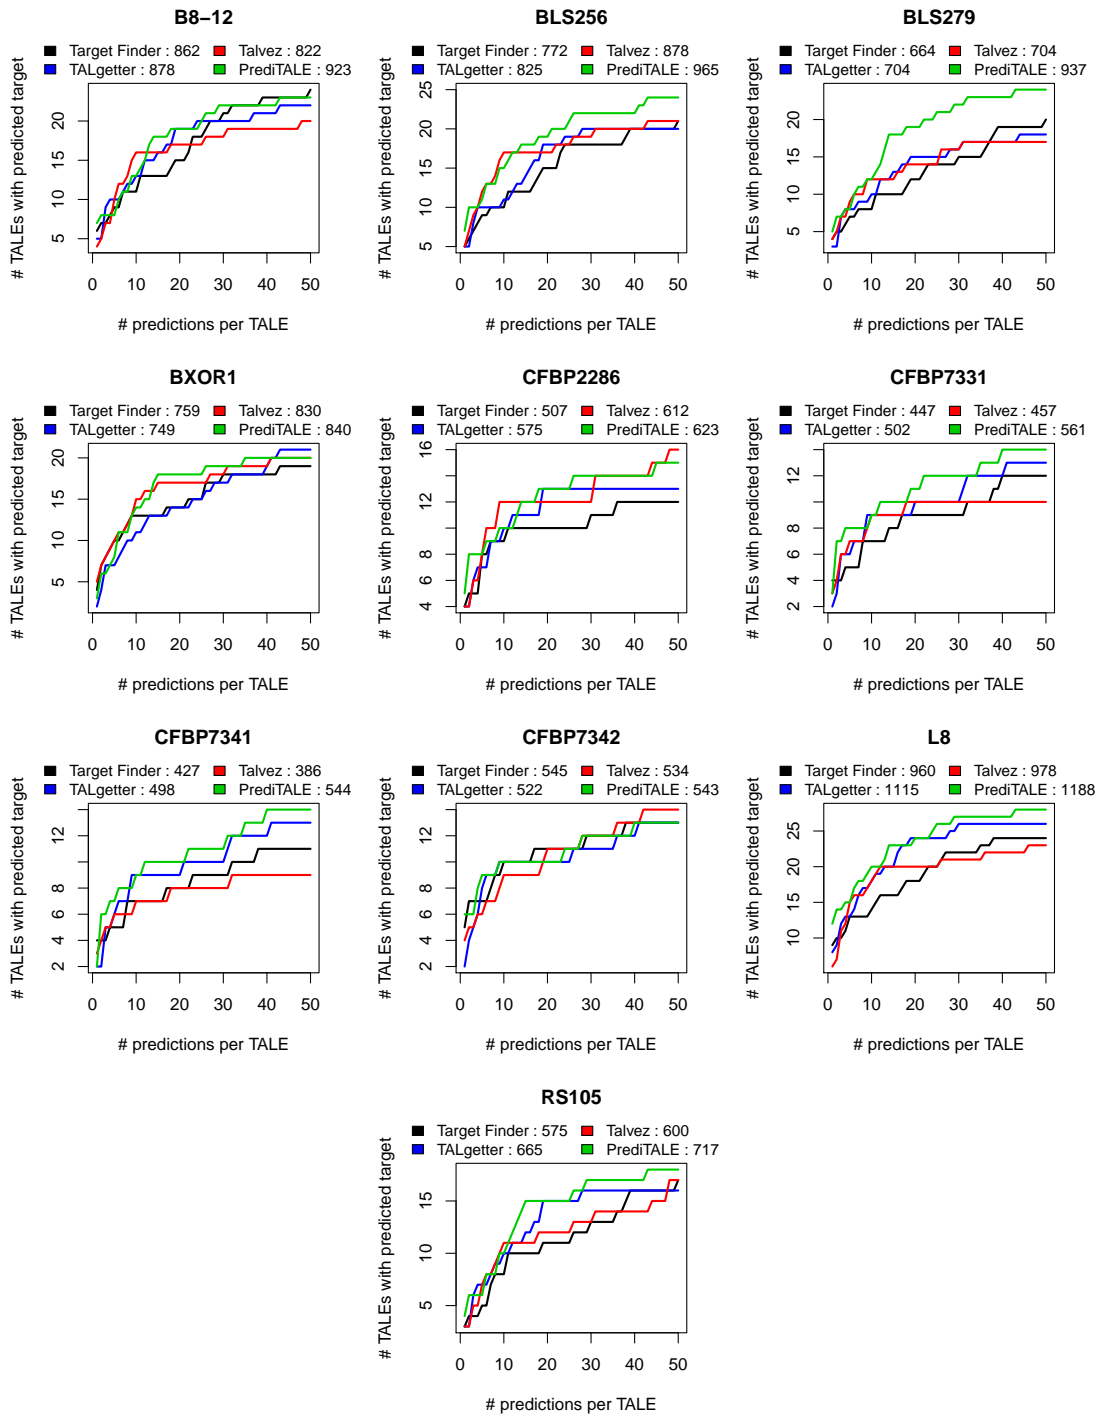 B8−12
Target Finder : 862 Talvez : 822
TALgetter : 878 PrediTALE : 923
# TALEs with predicted target
5 10 15 20
0 10 20 30 40 50
# predictions per TALE
BLS256
Target Finder : 772 Talvez : 878
TALgetter : 825 PrediTALE : 965
# TALEs with predicted target
5 10 15 20 25
0 10 20 30 40 50
# predictions per TALE
BLS279
Target Finder : 664 Talvez : 704
TALgetter : 704 PrediTALE : 937
# TALEs with predicted target
5 10 15 20
0 10 20 30 40 50
# predictions per TALE
BXOR1
Target Finder : 759 Talvez : 830
TALgetter : 749 PrediTALE : 840
# TALEs with predicted target
5 10 15 20
0 10 20 30 40 50
# predictions per TALE
CFBP2286
Target Finder : 507 Talvez : 612
TALgetter : 575 PrediTALE : 623
# TALEs with predicted target
4 6 8 12 16
0 10 20 30 40 50
# predictions per TALE
CFBP7331
Target Finder : 447 Talvez : 457
TALgetter : 502 PrediTALE : 561
# TALEs with predicted target
2 4 6 8 12
0 10 20 30 40 50
# predictions per TALE
CFBP7341
Target Finder : 427 Talvez : 386
TALgetter : 498 PrediTALE : 544
# TALEs with predicted target
2 4 6 8 12
0 10 20 30 40 50
# predictions per TALE
CFBP7342
Target Finder : 545 Talvez : 534
TALgetter : 522 PrediTALE : 543
# TALEs with predicted target
2 4 6 8 12
0 10 20 30 40 50
# predictions per TALE
L8
Target Finder : 960 Talvez : 978
TALgetter : 1115 PrediTALE : 1188
# TALEs with predicted target
10 15 20 25
0 10 20 30 40 50
# predictions per TALE
RS105
Target Finder : 575 Talvez : 600
TALgetter : 665 PrediTALE : 717
# TALEs with predicted target
5 10 15
0 10 20 30 40 50
# predictions per TALE